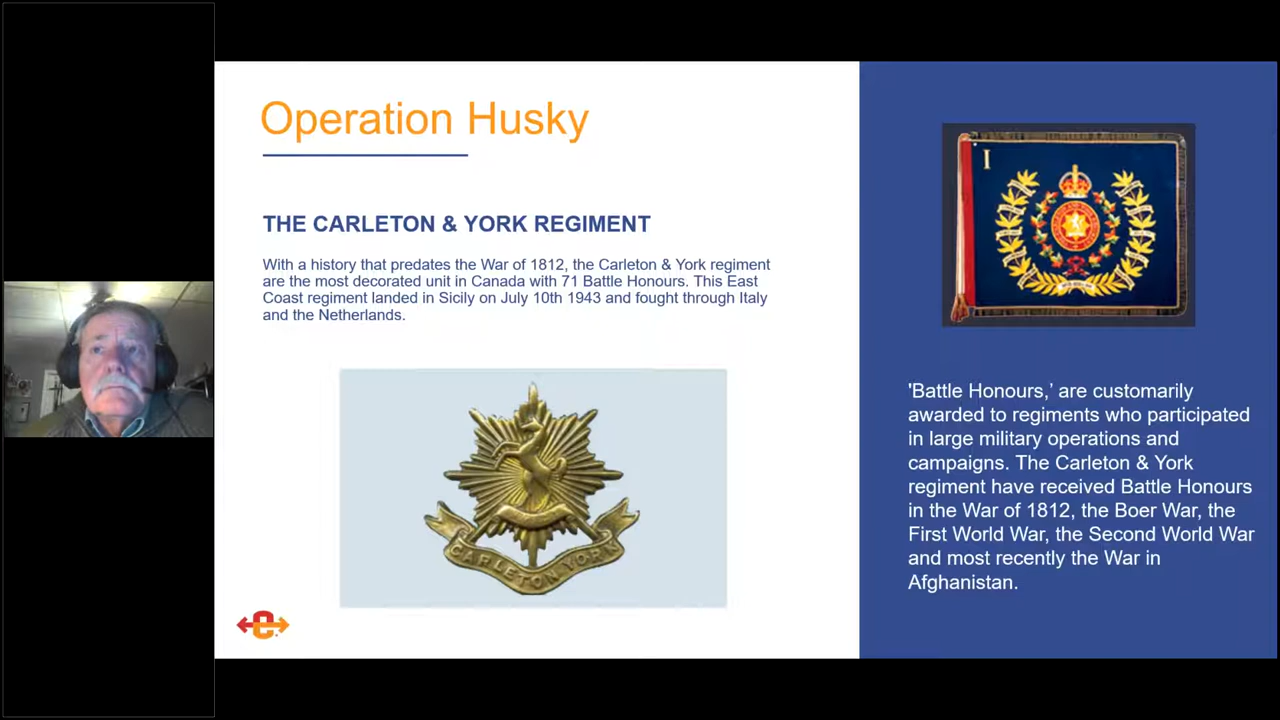 Operation Husky
THE CARLETON & YORK REGIMENT
With a history that predates the War of 1812, the Carleton & York regiment
are the most decorated unit in Canada with 71 Battle Honours. This East
Coast regiment landed in Sicily on July 10th 1943 and fought through Italy
and the Netherlands.
CARLETON YORK
I
'Battle Honours,’ are customarily
awarded to regiments who participated
in large military operations and
campaigns. The Carleton & York
regiment have received Battle Honours
in the War of 1812, the Boer War, the
First World War, the Second World War
and most recently the War in
Afghanistan.